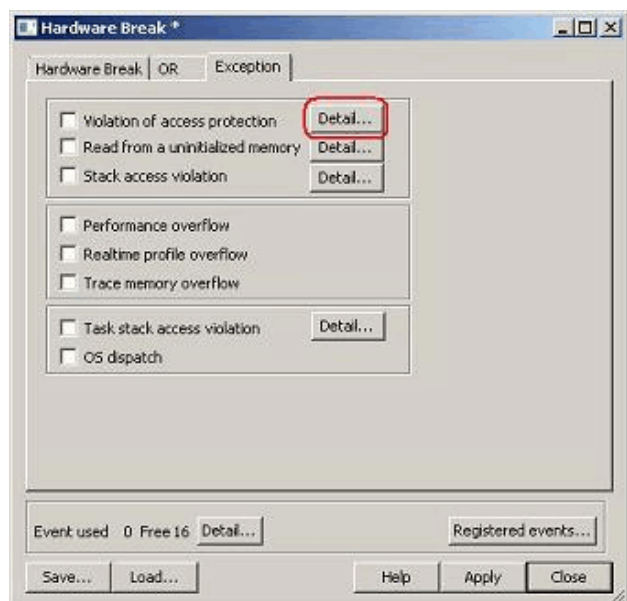 Hardware Break *
Hardware Break OR Exception
Violation of access protection Detail...
Read from a uninitialized memory Detail...
Stack access violation Detail...
Performance overflow
Realtime profile overflow
Trace memory overflow
Task stack access violation Detail...
OS dispatch
Event used 0 Free 16 Detail... Registered events...
Save... Load... Help Apply Close